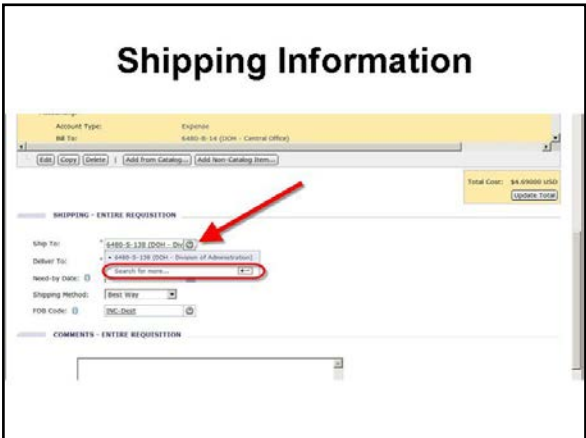 Shipping Information
Account Type: Expense
Bill To: 6480-B-14 (DOH - Central Office)
Edit Copy Delete | Add from Catalog... Add Non-Catalog Item...
Total Cost: $4.69000 USD
Update Total
SHIPPING - ENTIRE REQUISITION
Ship To: * 6480-S-138 (DOH - Div
Deliver To: * • 6480-S-138 (DOH - Division of Administration)
Search for more...
Need-by Date:
Shipping Method: Best Way
FOB Code: INC-Dest
COMMENTS - ENTIRE REQUISITION